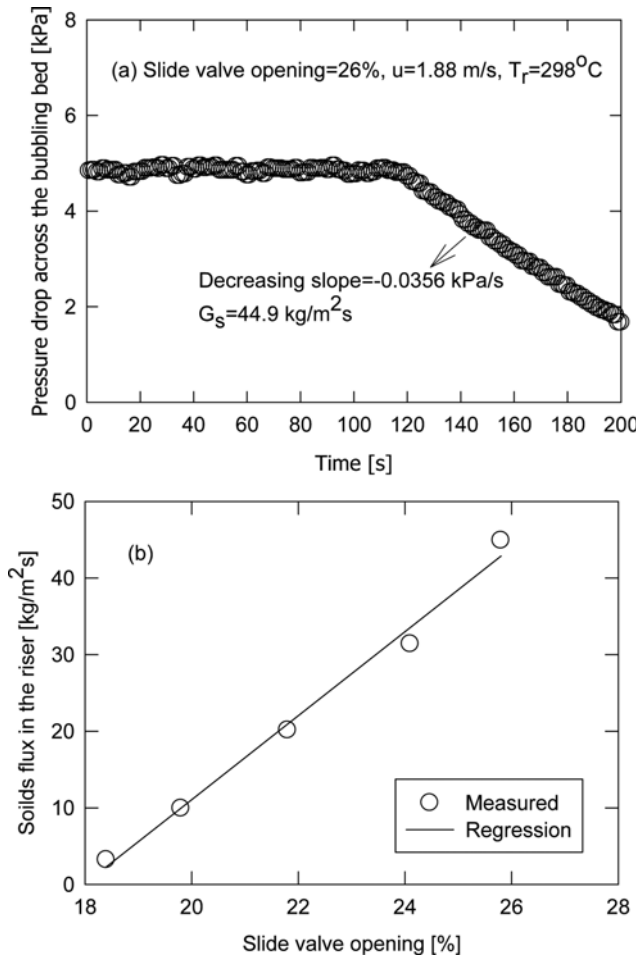 8
(a) Slide valve opening=26%, u=1.88 m/s, Tr=298°C
6
4
Decreasing slope=-0.0356 kPa/s
Gs=44.9 kg/m²s
2
0
0 20 40 60 80 100 120 140 160 180 200
Time [s]
Pressure drop across the bubbling bed [kPa]
50
(b)
40
30
20
10
Measured
Regression
0
18 20 22 24 26 28
Slide valve opening [%]
Soilds flux in the riser [kg/m²s]